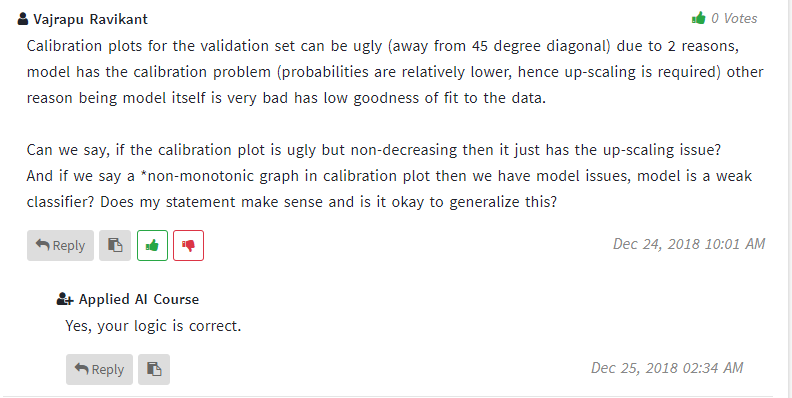 Vajrapu Ravikant
0 Votes
Calibration plots for the validation set can be ugly (away from 45 degree diagonal) due to 2 reasons,
model has the calibration problem (probabilities are relatively lower, hence up-scaling is required) other
reason being model itself is very bad has low goodness of fit to the data.
Can we say, if the calibration plot is ugly but non-decreasing then it just has the up-scaling issue?
And if we say a *non-monotonic graph in calibration plot then we have model issues, model is a weak
classifier? Does my statement make sense and is it okay to generalize this?
Reply
Dec 24, 2018 10:01 AM
Applied AI Course
Yes, your logic is correct.
Reply
Dec 25, 2018 02:34 AM